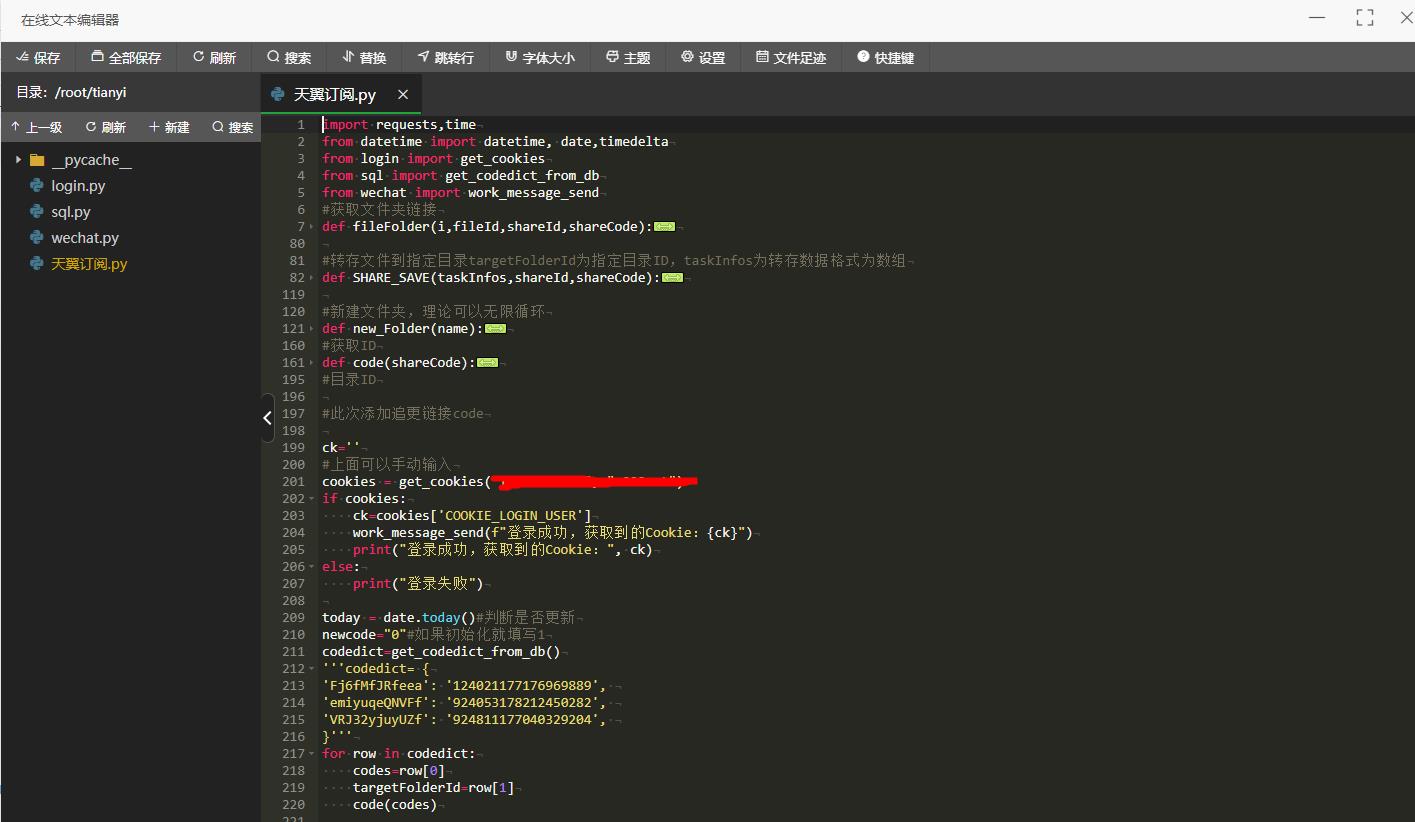 在线文本编辑器
保存 全部保存 刷新 搜索 替换 跳转行 字体大小 主题 设置 文件足迹 快捷键
目录：/root/tianyi
上一级 刷新 新建 搜索
__pycache__
login.py
sql.py
wechat.py
天翼订阅.py
天翼订阅.py
1 import requests,time
2 from datetime import datetime, date,timedelta
3 from login import get_cookies
4 from sql import get_codedict_from_db
5 from wechat import work_message_send
6 #获取文件夹链接
7 def fileFolder(i,fileId,shareId,shareCode):
80
81 #转存文件到指定目录targetFolderId为指定目录ID，taskInfos为转存数据格式为数组
82 def SHARE_SAVE(taskInfos,shareId,shareCode):
119
120 #新建文件夹，理论可以无限循环
121 def new_Folder(name):
160 #获取ID
161 def code(shareCode):
195 #目录ID
196
197 #此次添加追更链接code
198
199 ck=''
200 #上面可以手动输入
201 cookies = get_cookies(
202 if cookies:
203 ck=cookies['COOKIE_LOGIN_USER']
204 work_message_send(f"登录成功，获取到的Cookie: {ck}")
205 print("登录成功，获取到的Cookie: ", ck)
206 else:
207 print("登录失败")
208
209 today = date.today()#判断是否更新
210 newcode="0"#如果初始化就填写1
211 codedict=get_codedict_from_db()
212 '''codedict= {
213 'Fj6fMfJRfeea': '124021177176969889',
214 'emiyuqeQNVFf': '924053178212450282',
215 'VRJ32yjuyUZf': '924811177040329204',
216 }'''
217 for row in codedict:
218 codes=row[0]
219 targetFolderId=row[1]
220 code(codes)
221